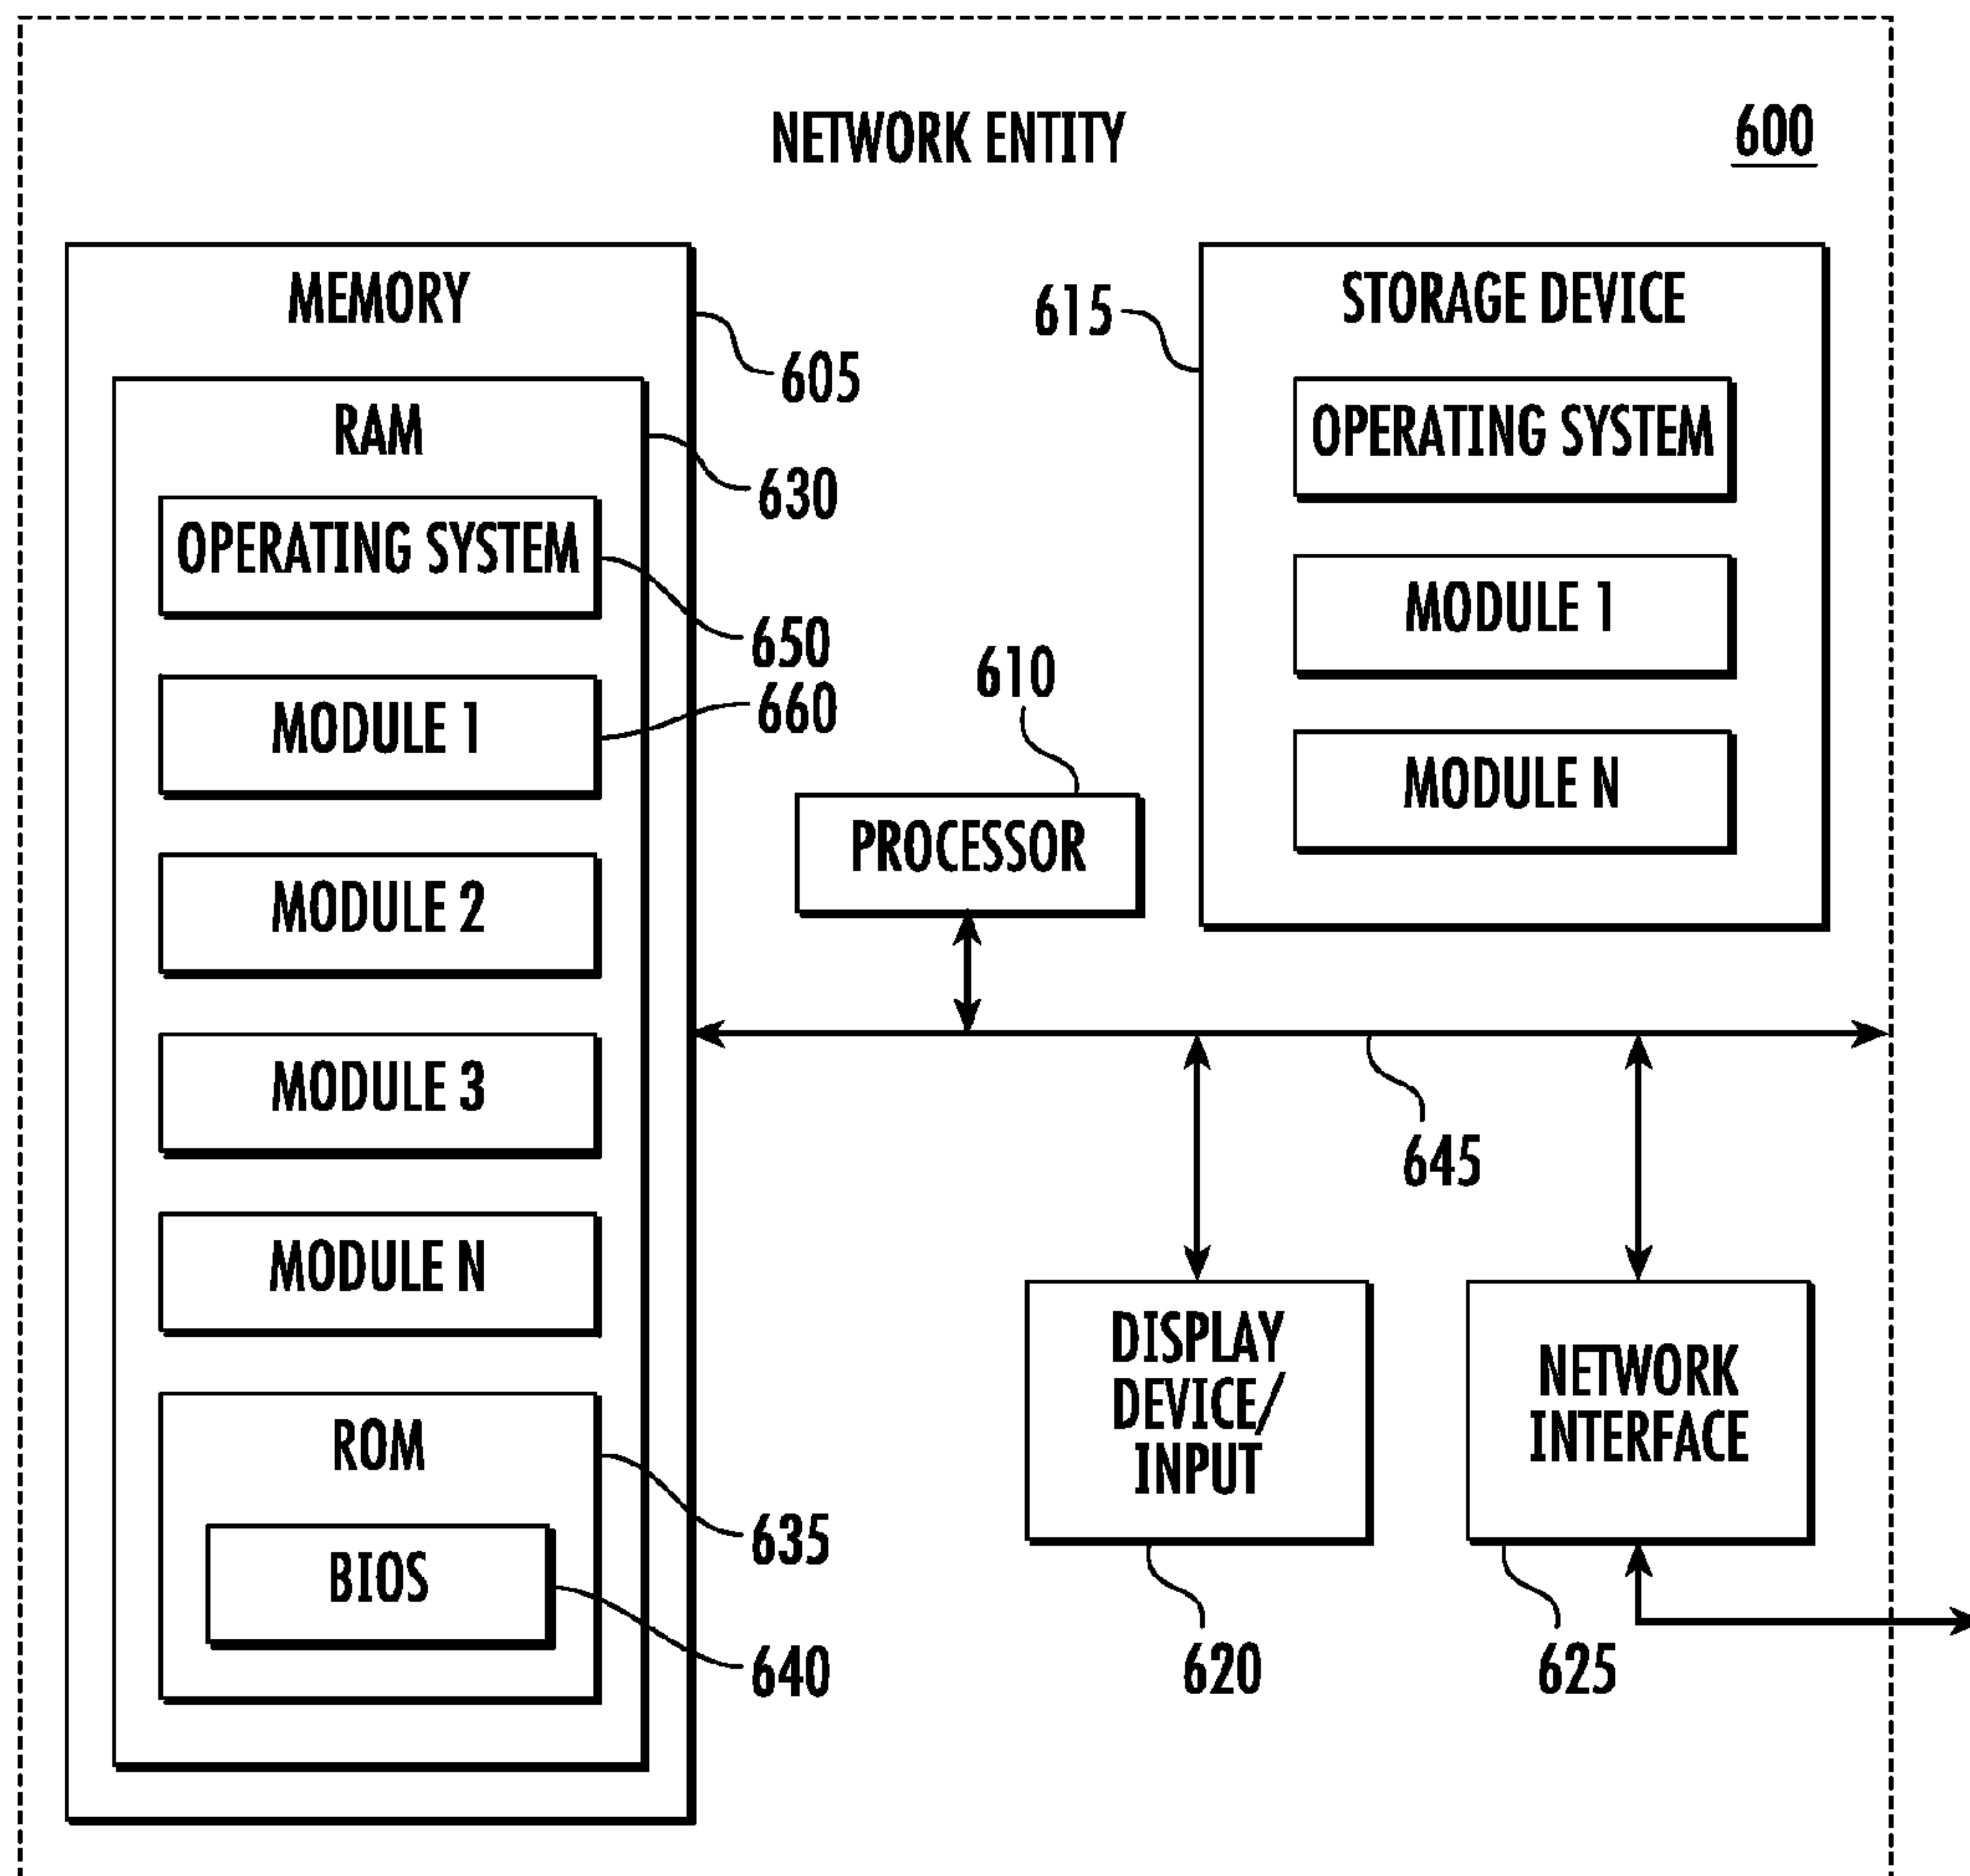 NETWORK ENTITY
600
MEMORY
605
RAM
630
OPERATING SYSTEM
650
MODULE 1
660
MODULE 2
MODULE 3
MODULE N
ROM
635
BIOS
640
615
STORAGE DEVICE
OPERATING SYSTEM
MODULE 1
MODULE N
610
PROCESSOR
645
DISPLAY
DEVICE/
INPUT
620
NETWORK
INTERFACE
625